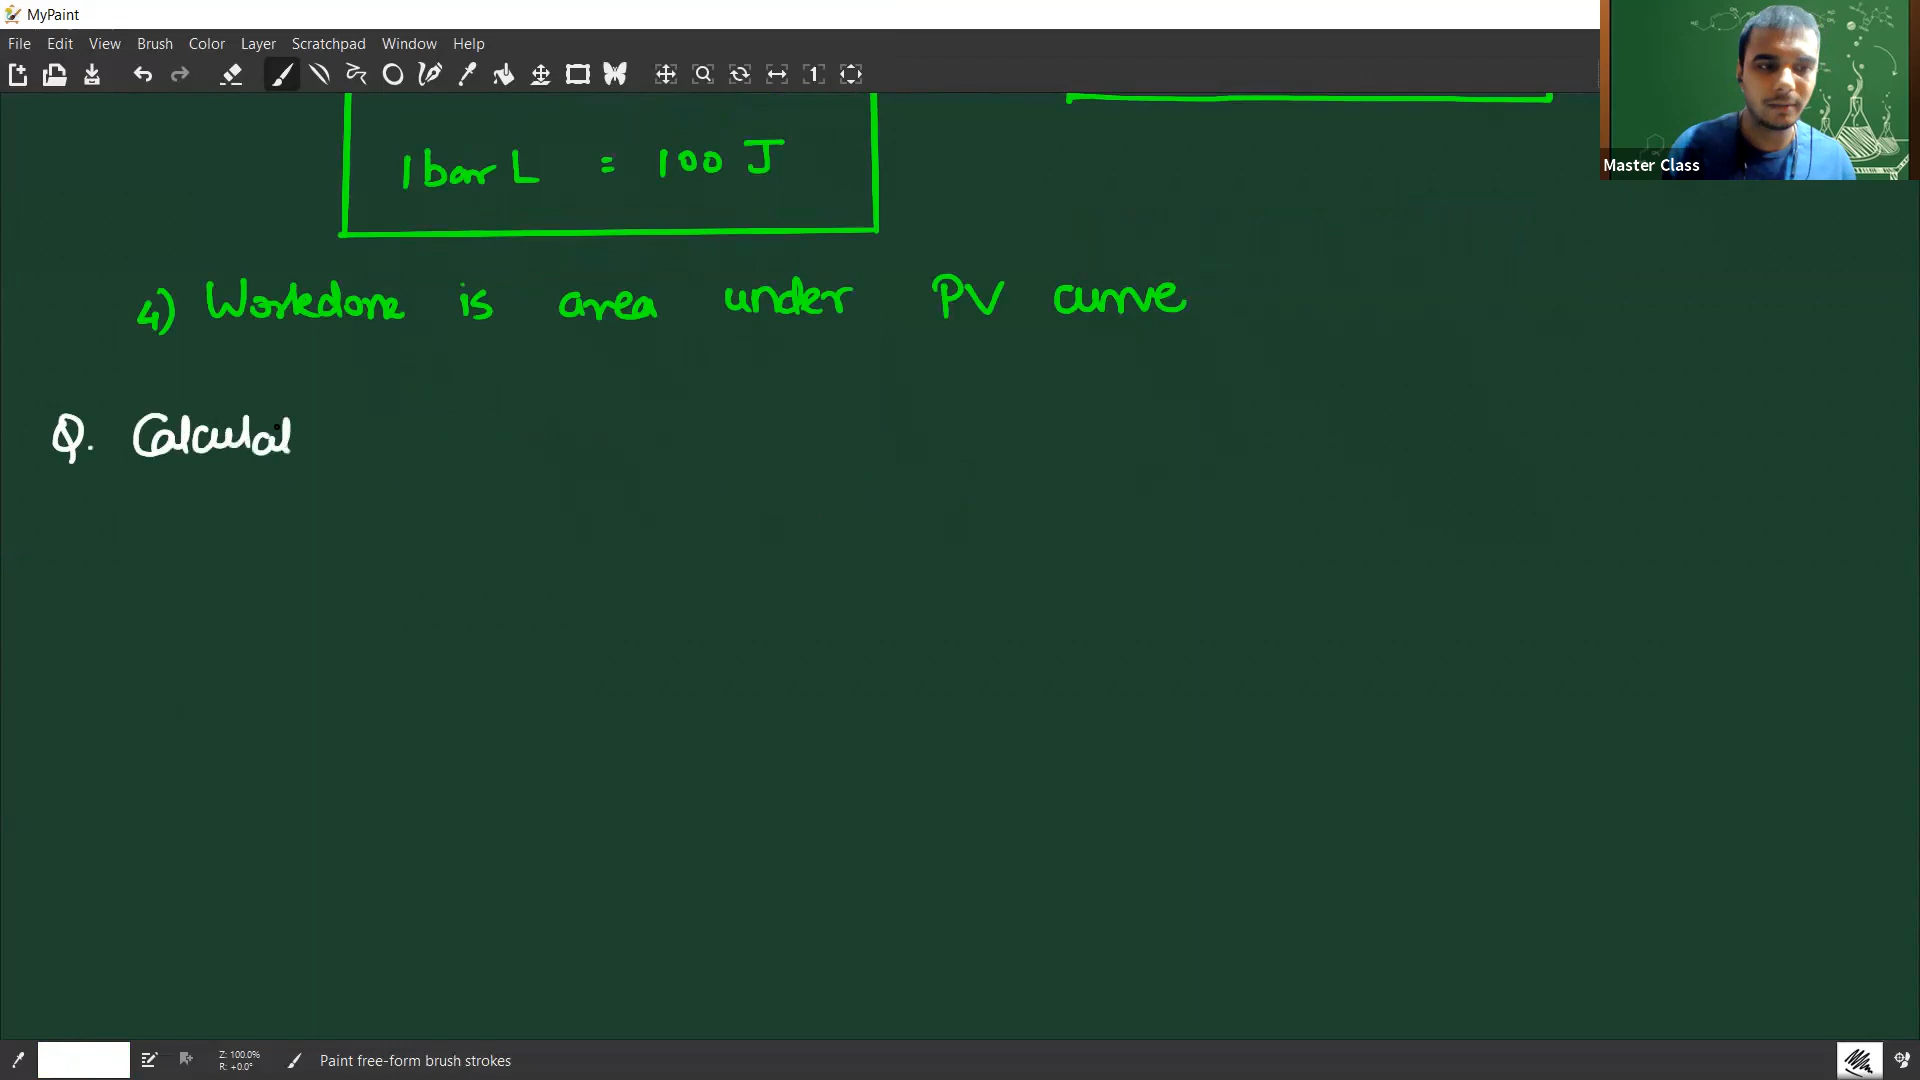 MyPaint
File Edit View Brush Color Layer Scratchpad Window Help
Master Class
1 bar L = 100 J
4) Workdone is area under PV curve
Q. Calculat
Z: 100.0%
R: +0.0°
Paint free-form brush strokes